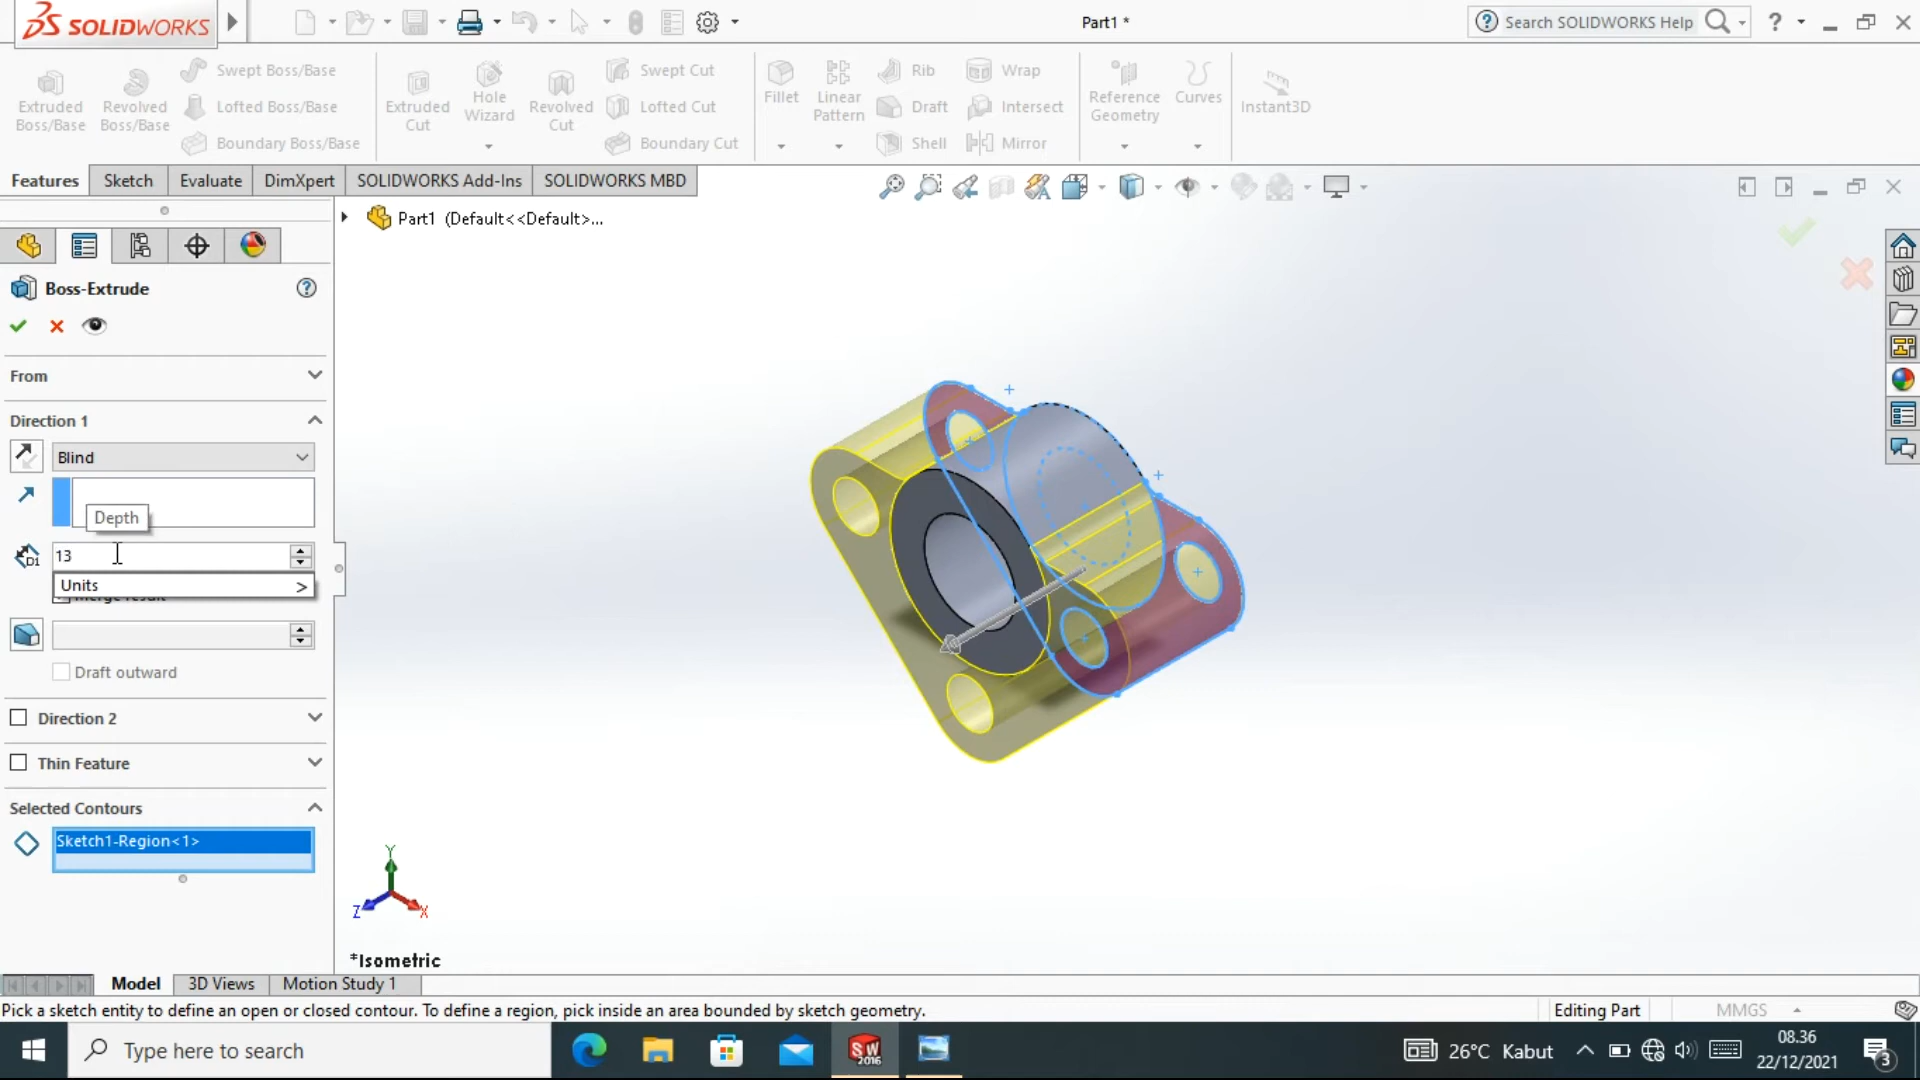 SOLIDWORKS
Part1 *
Search SOLIDWORKS Help
?
Extruded Boss/Base
Revolved Boss/Base
Swept Boss/Base
Lofted Boss/Base
Boundary Boss/Base
Extruded Cut
Hole Wizard
Revolved Cut
Swept Cut
Lofted Cut
Boundary Cut
Fillet
Linear Pattern
Rib
Draft
Shell
Wrap
Intersect
Mirror
Reference Geometry
Curves
Instant3D
Features
Sketch
Evaluate
DimXpert
SOLIDWORKS Add-Ins
SOLIDWORKS MBD
Part1 (Default<<Default>...
Boss-Extrude
From
Direction 1
Blind
Depth
D1
13
Units >
Draft outward
Direction 2
Thin Feature
Selected Contours
Sketch1-Region<1>
Y
Z
X
*Isometric
Model
3D Views
Motion Study 1
Pick a sketch entity to define an open or closed contour. To define a region, pick inside an area bounded by sketch geometry.
Editing Part
MMGS
Type here to search
SW
2016
26°C Kabut
08.36
22/12/2021
3